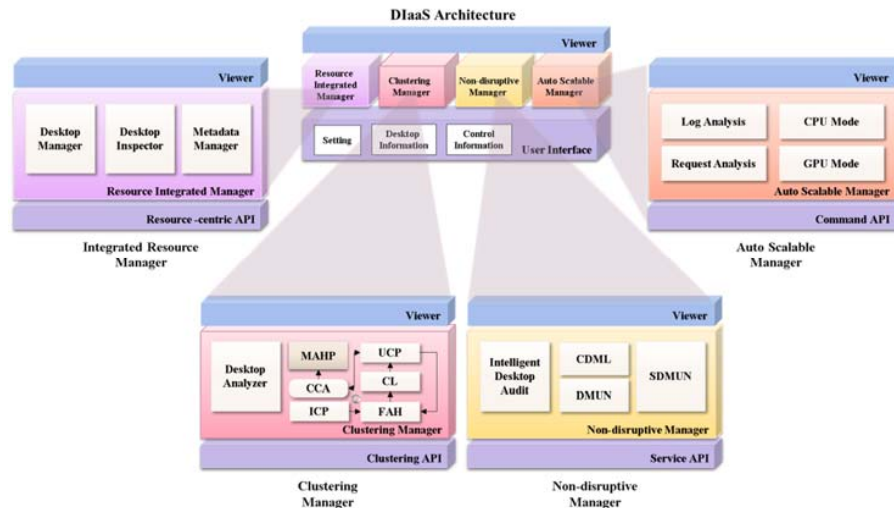 DIaaS Architecture
Viewer
Resource
Integrated
Manager
Clustering
Manager
Non-disruptive
Manager
Auto Scalable
Manager
Setting
Desktop
Information
Control
Information
User Interface
Viewer
Desktop
Manager
Desktop
Inspector
Metadata
Manager
Resource Integrated Manager
Resource -centric API
Integrated Resource
Manager
Viewer
Log Analysis
CPU Mode
Request Analysis
GPU Mode
Auto Scalable Manager
Command API
Auto Scalable
Manager
Viewer
Desktop
Analyzer
MAHP
UCP
CCA
CL
ICP
FAH
Clustering Manager
Clustering API
Clustering
Manager
Viewer
Intelligent
Desktop
Audit
CDML
DMUN
SDMUN
Non-disruptive Manager
Service API
Non-disruptive
Manager